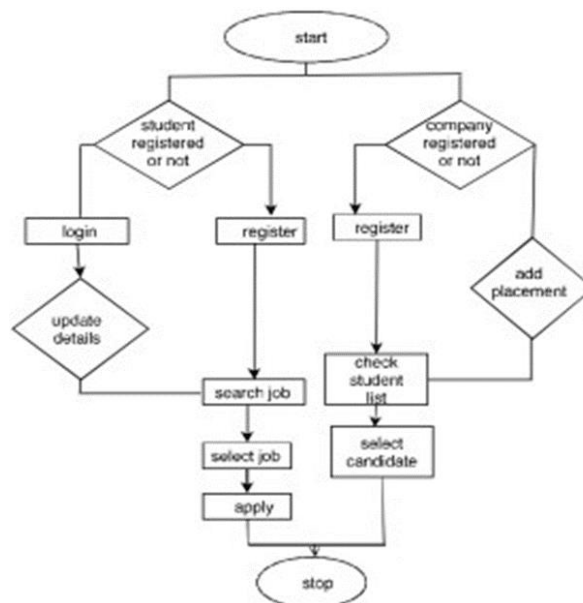 start
student
registered
or not
company
registered
or not
login
register
register
add
placement
update
details
check
student
list
search job
select job
select
candidate
apply
stop